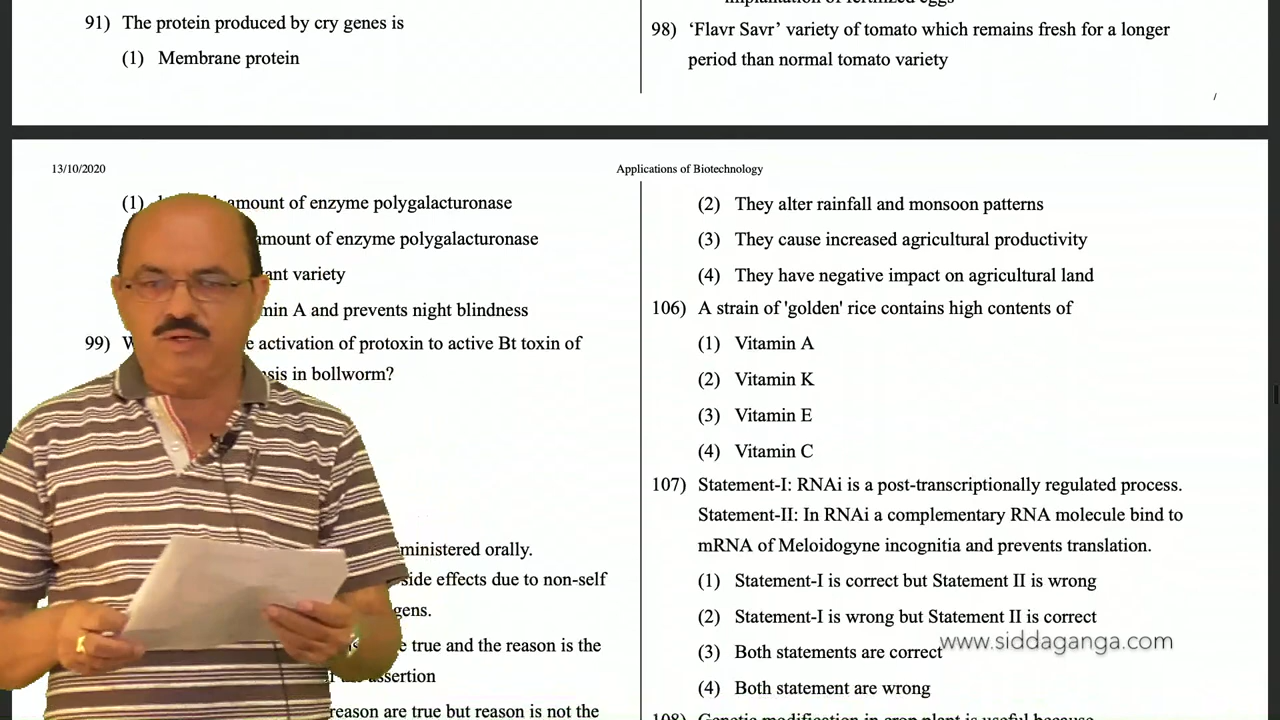 91) The protein produced by cry genes is
(1) Membrane protein
98) ‘Flavr Savr’ variety of tomato which remains fresh for a longer
period than normal tomato variety
/
13/10/2020
Applications of Biotechnology
(1) amount of enzyme polygalacturonase
amount of enzyme polygalacturonase
variety
A and prevents night blindness
99) activation of protoxin to active Bt toxin of
in bollworm?
orally.
side effects due to non-self
true and the reason is the
assertion
reason are true but reason is not the
(2) They alter rainfall and monsoon patterns
(3) They cause increased agricultural productivity
(4) They have negative impact on agricultural land
106) A strain of 'golden' rice contains high contents of
(1) Vitamin A
(2) Vitamin K
(3) Vitamin E
(4) Vitamin C
107) Statement-I: RNAi is a post-transcriptionally regulated process.
Statement-II: In RNAi a complementary RNA molecule bind to
mRNA of Meloidogyne incognitia and prevents translation.
(1) Statement-I is correct but Statement II is wrong
(2) Statement-I is wrong but Statement II is correct
(3) Both statements are correct
(4) Both statement are wrong
www.siddaganga.com
108) Genetic modification in crop plant is useful because